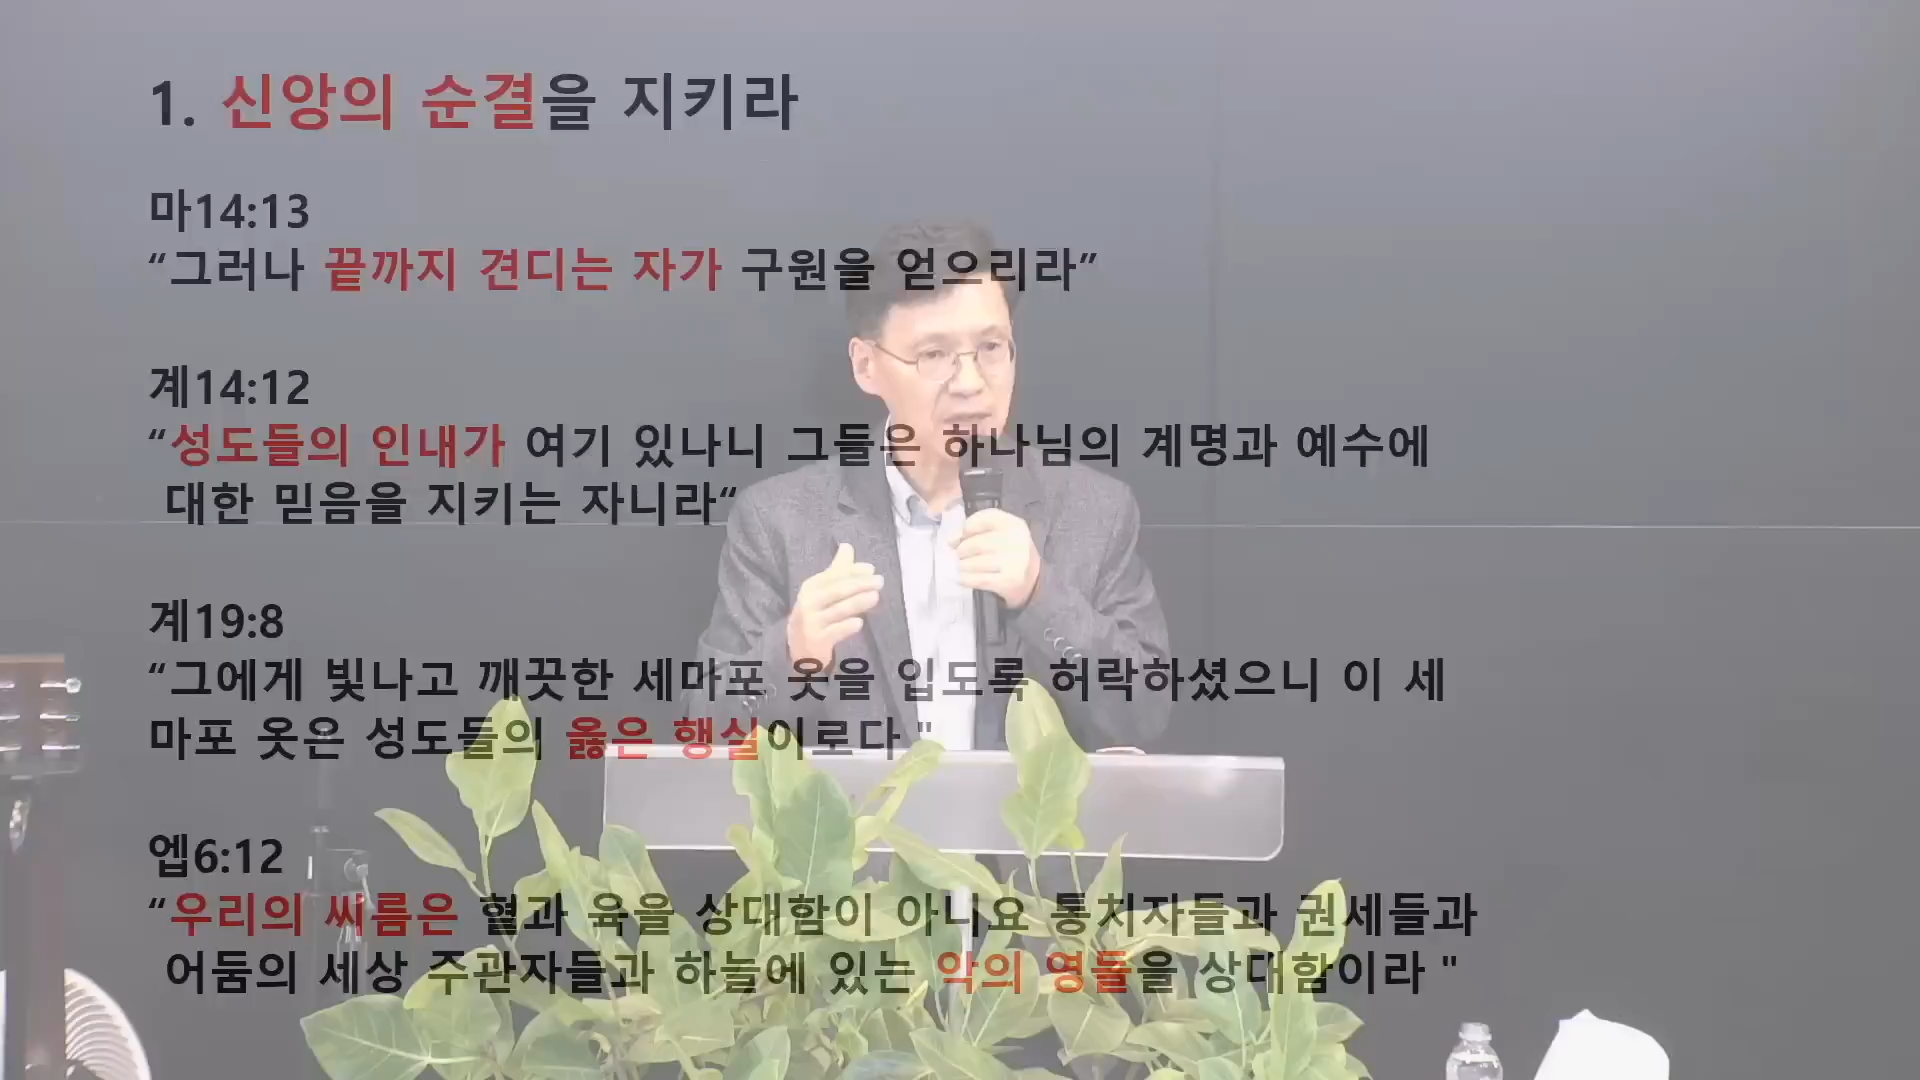 1. 신앙의 순결을 지키라
마14:13
“그러나 끝까지 견디는 자가 구원을 얻으리라”
계14:12
“성도들의 인내가 여기 있나니 그들은 하나님의 계명과 예수에
대한 믿음을 지키는 자니라“
계19:8
“그에게 빛나고 깨끗한 세마포 옷을 입도록 허락하셨으니 이 세
마포 옷은 성도들의 옳은 행실이로다 "
엡6:12
“우리의 씨름은 혈과 육을 상대함이 아니요 통치자들과 권세들과
어둠의 세상 주관자들과 하늘에 있는 악의 영들을 상대함이라 "